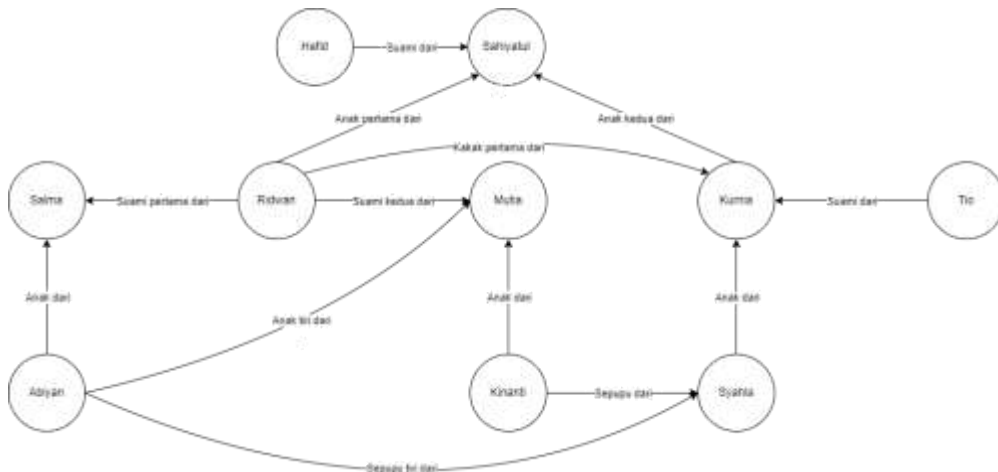 Hafid
Suami dari
Sahiyatul
Anak pertama dari
Anak kedua dari
Kakak pertama dari
Salma
Suami pertama dari
Ridwan
Suami kedua dari
Mutia
Kurnia
Suami dari
Tio
Anak dari
Anak tiri dari
Anak dari
Anak dari
Abiyan
Kinanti
Sepupu dari
Syahla
Sepupu tiri dari